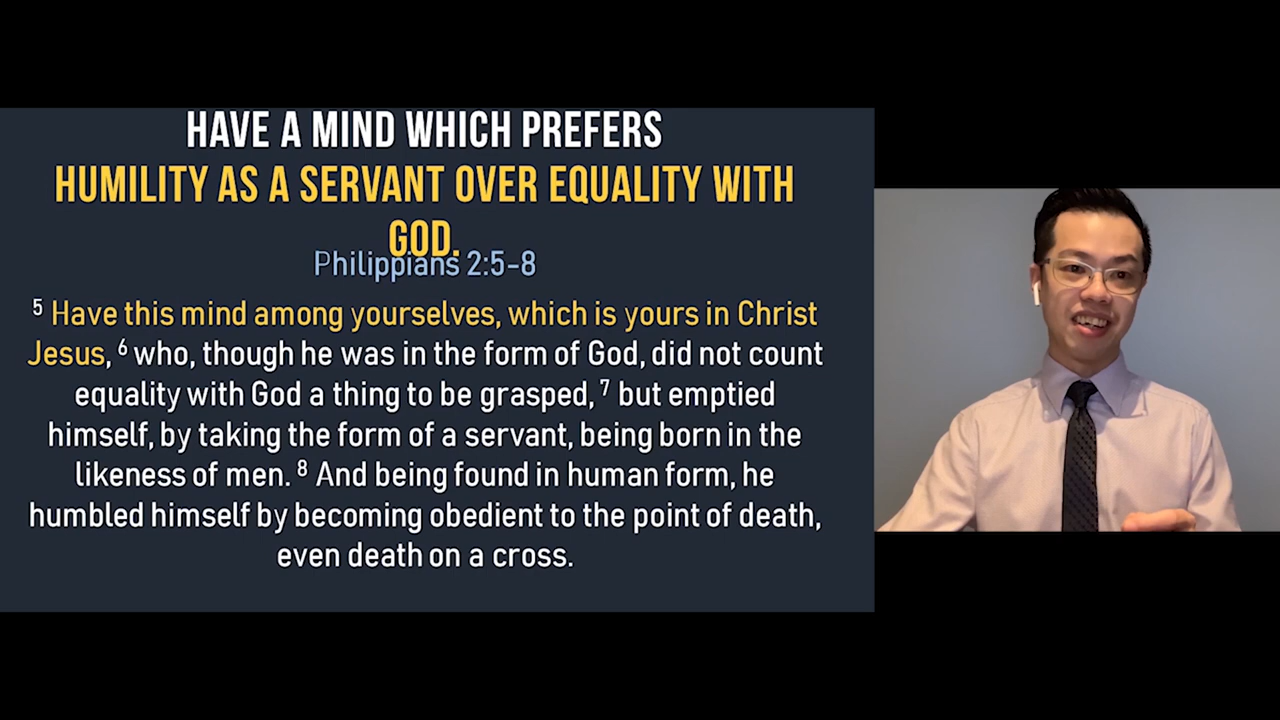 HAVE A MIND WHICH PREFERS
HUMILITY AS A SERVANT OVER EQUALITY WITH
GOD.
Philippians 2:5-8
5 Have this mind among yourselves, which is yours in Christ
Jesus, 6 who, though he was in the form of God, did not count
equality with God a thing to be grasped, 7 but emptied
himself, by taking the form of a servant, being born in the
likeness of men. 8 And being found in human form, he
humbled himself by becoming obedient to the point of death,
even death on a cross.